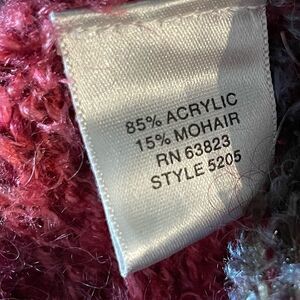 85% ACRYLIC
15% MOHAIR
RN 63823
STYLE 5205